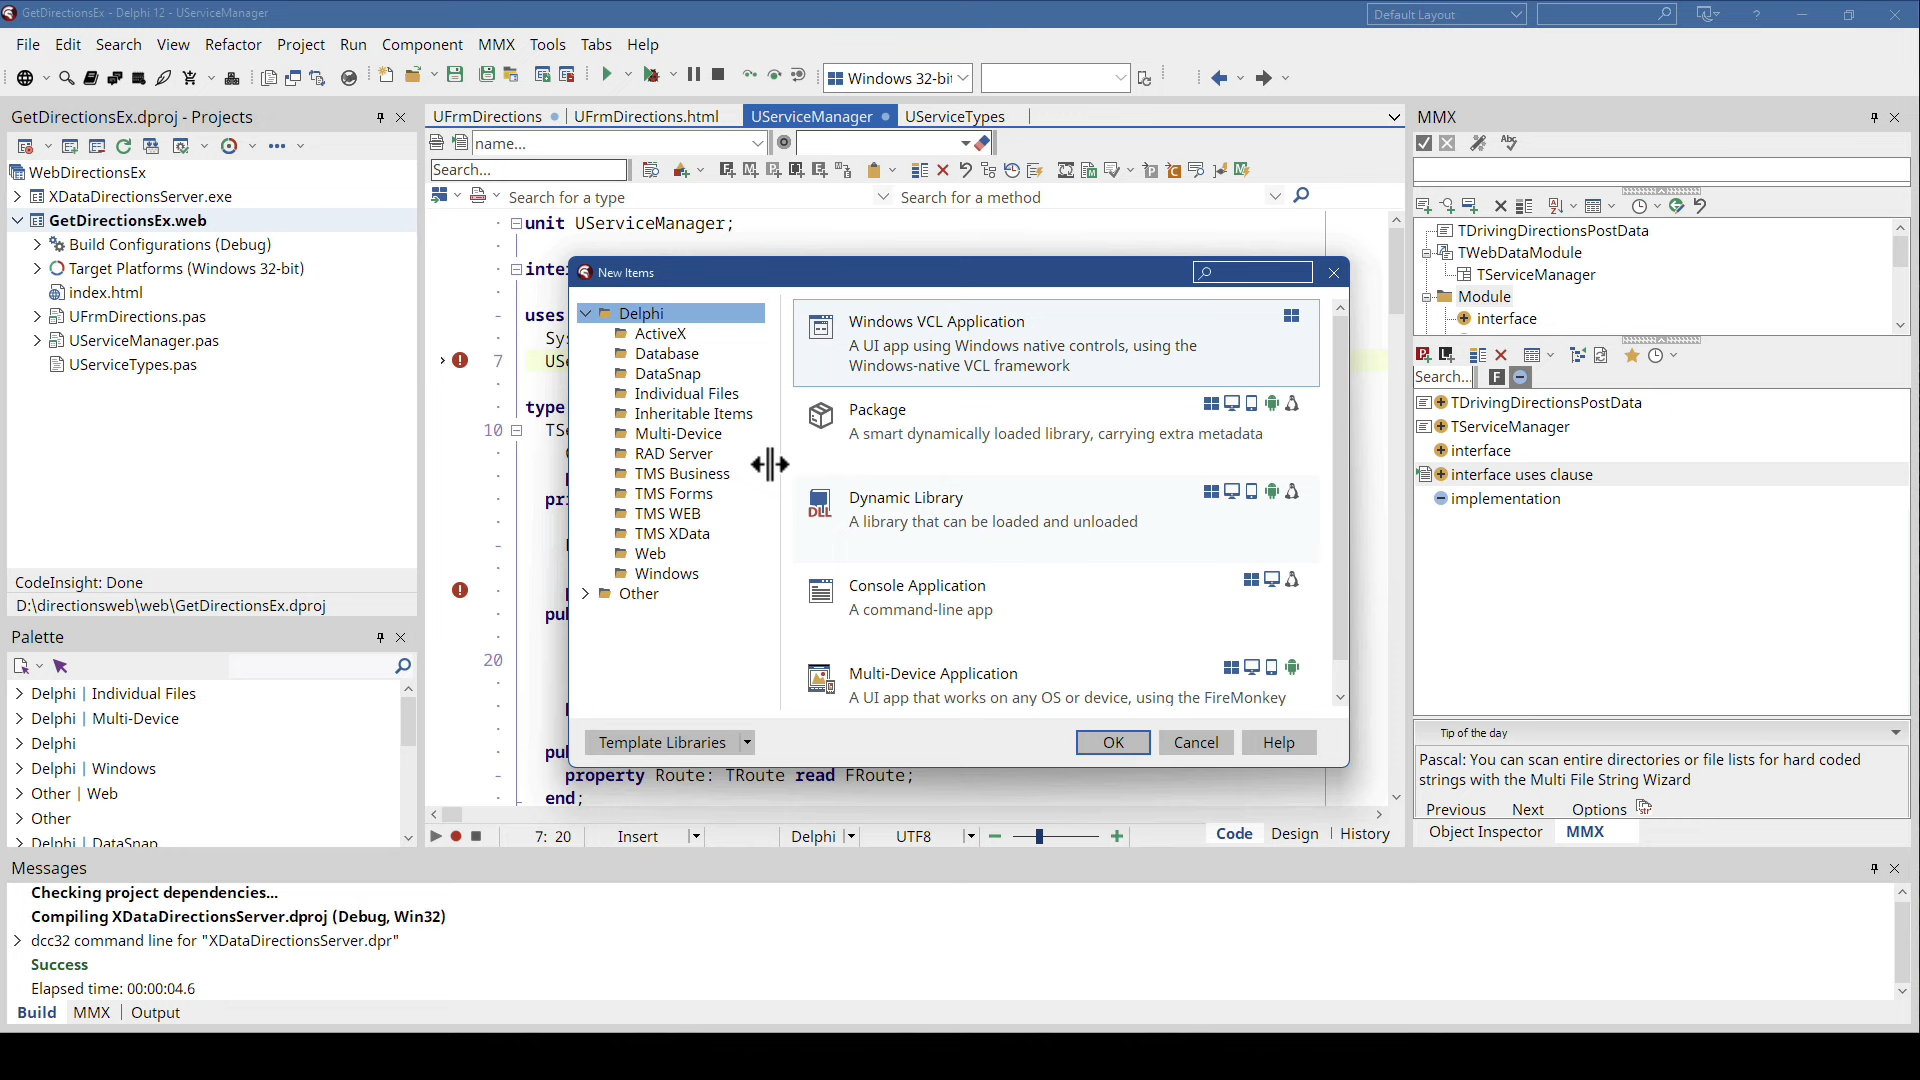 GetDirectionsEx - Delphi 12 - UServiceManager
Default Layout
File Edit Search View Refactor Project Run Component MMX Tools Tabs Help
Windows 32-bit
GetDirectionsEx.dproj - Projects
WebDirectionsEx
XDataDirectionsServer.exe
GetDirectionsEx.web
Build Configurations (Debug)
Target Platforms (Windows 32-bit)
index.html
UFrmDirections.pas
UServiceManager.pas
UServiceTypes.pas
CodeInsight: Done
D:\directionsweb\web\GetDirectionsEx.dproj
Palette
Delphi | Individual Files
Delphi | Multi-Device
Delphi
Delphi | Windows
Other | Web
Other
Delphi | DataSnap
UFrmDirections UFrmDirections.html UServiceManager UServiceTypes
name...
Search...
Search for a type Search for a method
unit UServiceManager;
inte
uses
Sys
7 USe
type
10 TSe
pri
20
pu
pu
property Route: TRoute read FRoute;
end;
7: 20 Insert Delphi UTF8 Code Design History
New Items
Delphi
ActiveX
Database
DataSnap
Individual Files
Inheritable Items
Multi-Device
RAD Server
TMS Business
TMS Forms
TMS WEB
TMS XData
Web
Windows
Other
Windows VCL Application
A UI app using Windows native controls, using the
Windows-native VCL framework
Package
A smart dynamically loaded library, carrying extra metadata
DLL
Dynamic Library
A library that can be loaded and unloaded
Console Application
A command-line app
Multi-Device Application
A UI app that works on any OS or device, using the FireMonkey
Template Libraries OK Cancel Help
MMX
TDrivingDirectionsPostData
TWebDataModule
TServiceManager
Module
interface
Search... F
TDrivingDirectionsPostData
TServiceManager
interface
interface uses clause
implementation
Tip of the day
Pascal: You can scan entire directories or file lists for hard coded
strings with the Multi File String Wizard
Previous Next Options
Object Inspector MMX
Messages
Checking project dependencies...
Compiling XDataDirectionsServer.dproj (Debug, Win32)
dcc32 command line for "XDataDirectionsServer.dpr"
Success
Elapsed time: 00:00:04.6
Build MMX Output